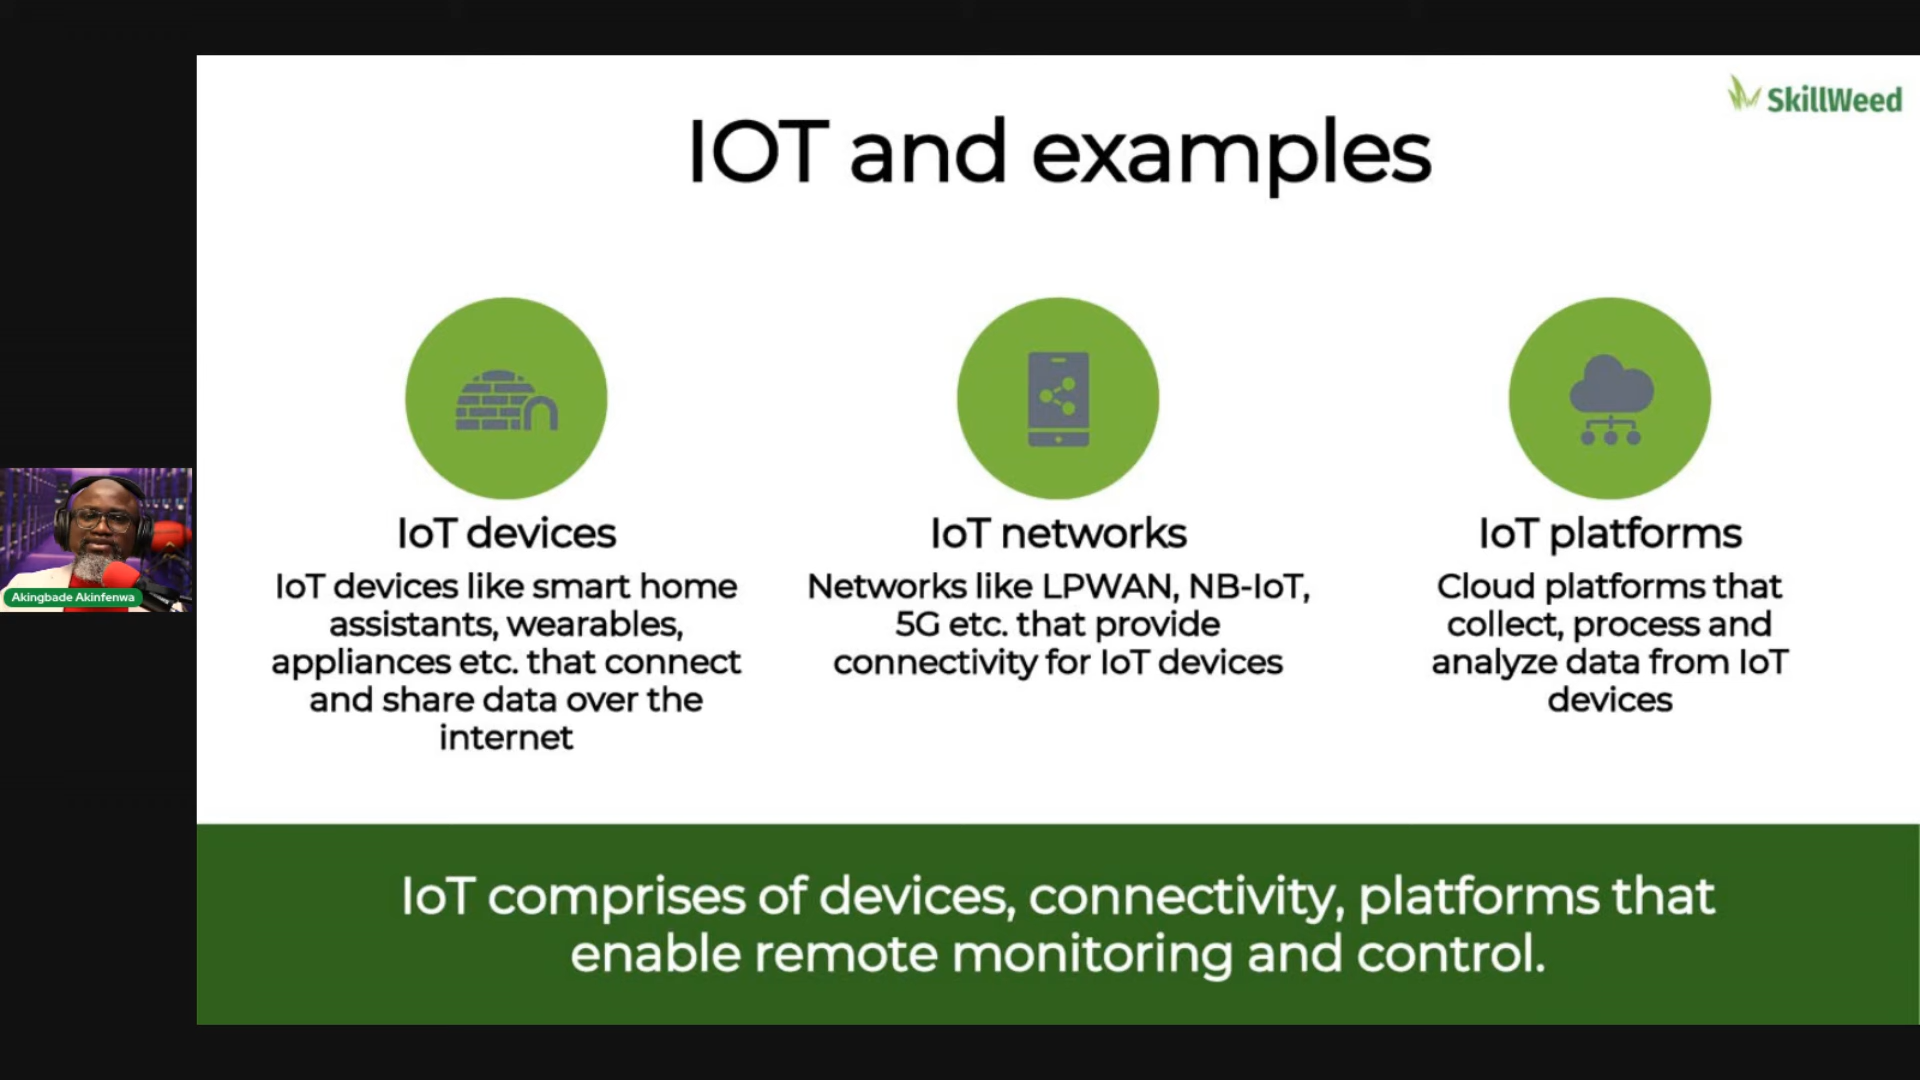 SkillWeed
IOT and examples
IoT devices
IoT devices like smart home
assistants, wearables,
appliances etc. that connect
and share data over the
internet
IoT networks
Networks like LPWAN, NB-IoT,
5G etc. that provide
connectivity for IoT devices
IoT platforms
Cloud platforms that
collect, process and
analyze data from IoT
devices
Akingbade Akinfenwa
IoT comprises of devices, connectivity, platforms that
enable remote monitoring and control.